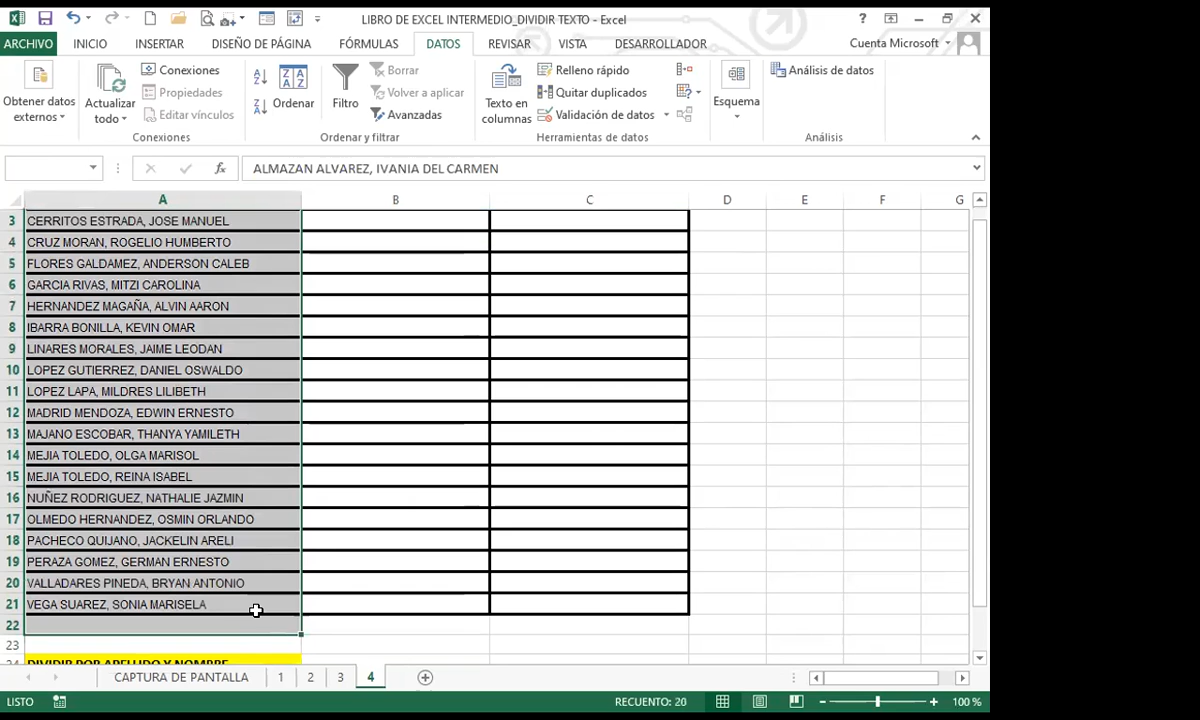 LIBRO DE EXCEL INTERMEDIO_DIVIDIR TEXTO - Excel
ARCHIVO INICIO INSERTAR DISEÑO DE PÁGINA FÓRMULAS DATOS REVISAR VISTA DESARROLLADOR Cuenta Microsoft
Obtener datos externos
Actualizar todo
Conexiones
Propiedades
Editar vínculos
Conexiones
Ordenar
Filtro
Borrar
Volver a aplicar
Avanzadas
Ordenar y filtrar
Texto en columnas
Relleno rápido
Quitar duplicados
Validación de datos
Herramientas de datos
Esquema
Análisis de datos
Análisis
fx ALMAZAN ALVAREZ, IVANIA DEL CARMEN
A B C D E F G
3 CERRITOS ESTRADA, JOSE MANUEL
4 CRUZ MORAN, ROGELIO HUMBERTO
5 FLORES GALDAMEZ, ANDERSON CALEB
6 GARCIA RIVAS, MITZI CAROLINA
7 HERNANDEZ MAGAÑA, ALVIN AARON
8 IBARRA BONILLA, KEVIN OMAR
9 LINARES MORALES, JAIME LEODAN
10 LOPEZ GUTIERREZ, DANIEL OSWALDO
11 LOPEZ LAPA, MILDRES LILIBETH
12 MADRID MENDOZA, EDWIN ERNESTO
13 MAJANO ESCOBAR, THANYA YAMILETH
14 MEJIA TOLEDO, OLGA MARISOL
15 MEJIA TOLEDO, REINA ISABEL
16 NUÑEZ RODRIGUEZ, NATHALIE JAZMIN
17 OLMEDO HERNANDEZ, OSMIN ORLANDO
18 PACHECO QUIJANO, JACKELIN ARELI
19 PERAZA GOMEZ, GERMAN ERNESTO
20 VALLADARES PINEDA, BRYAN ANTONIO
21 VEGA SUAREZ, SONIA MARISELA
22
23
24 DIVIDIR POR APELLIDO Y NOMBRE
CAPTURA DE PANTALLA 1 2 3 4
LISTO RECUENTO: 20 100 %